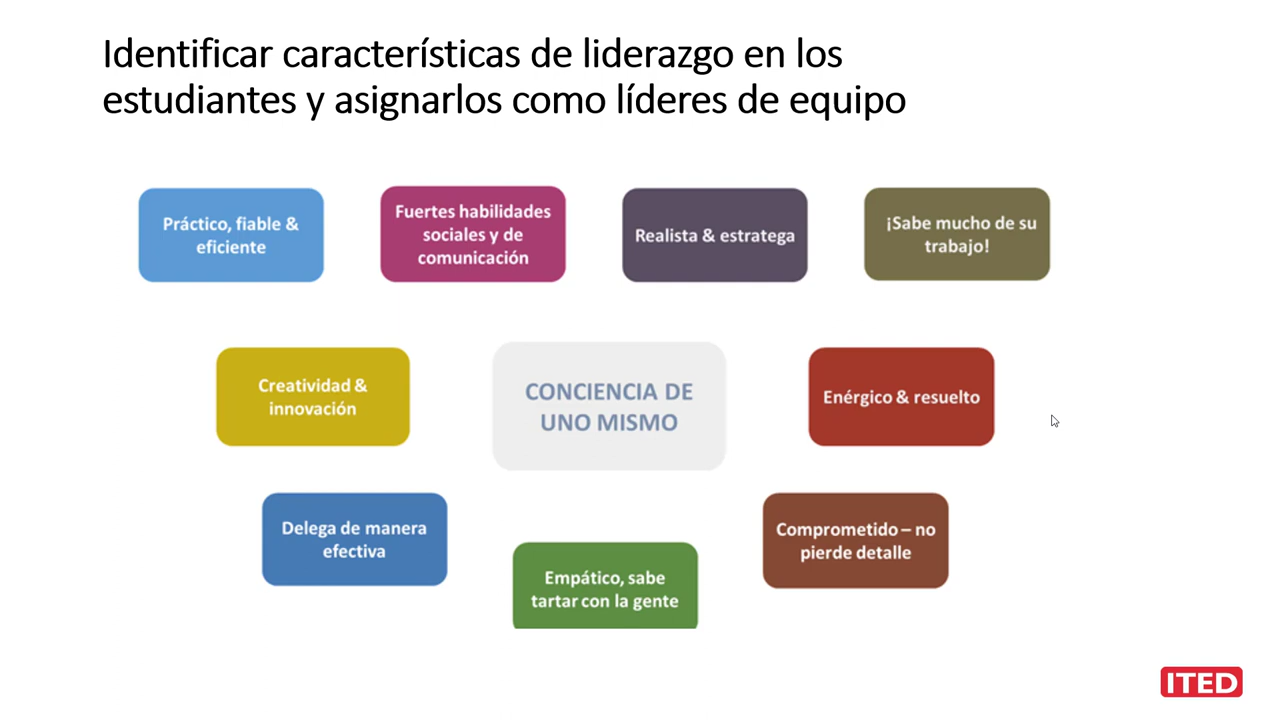 Identificar características de liderazgo en los
estudiantes y asignarlos como líderes de equipo
Práctico, fiable &
eficiente
Fuertes habilidades
sociales y de
comunicación
Realista & estratega
¡Sabe mucho de su
trabajo!
Creatividad &
innovación
CONCIENCIA DE
UNO MISMO
Enérgico & resuelto
Delega de manera
efectiva
Empático, sabe
tartar con la gente
Comprometido – no
pierde detalle
ITED